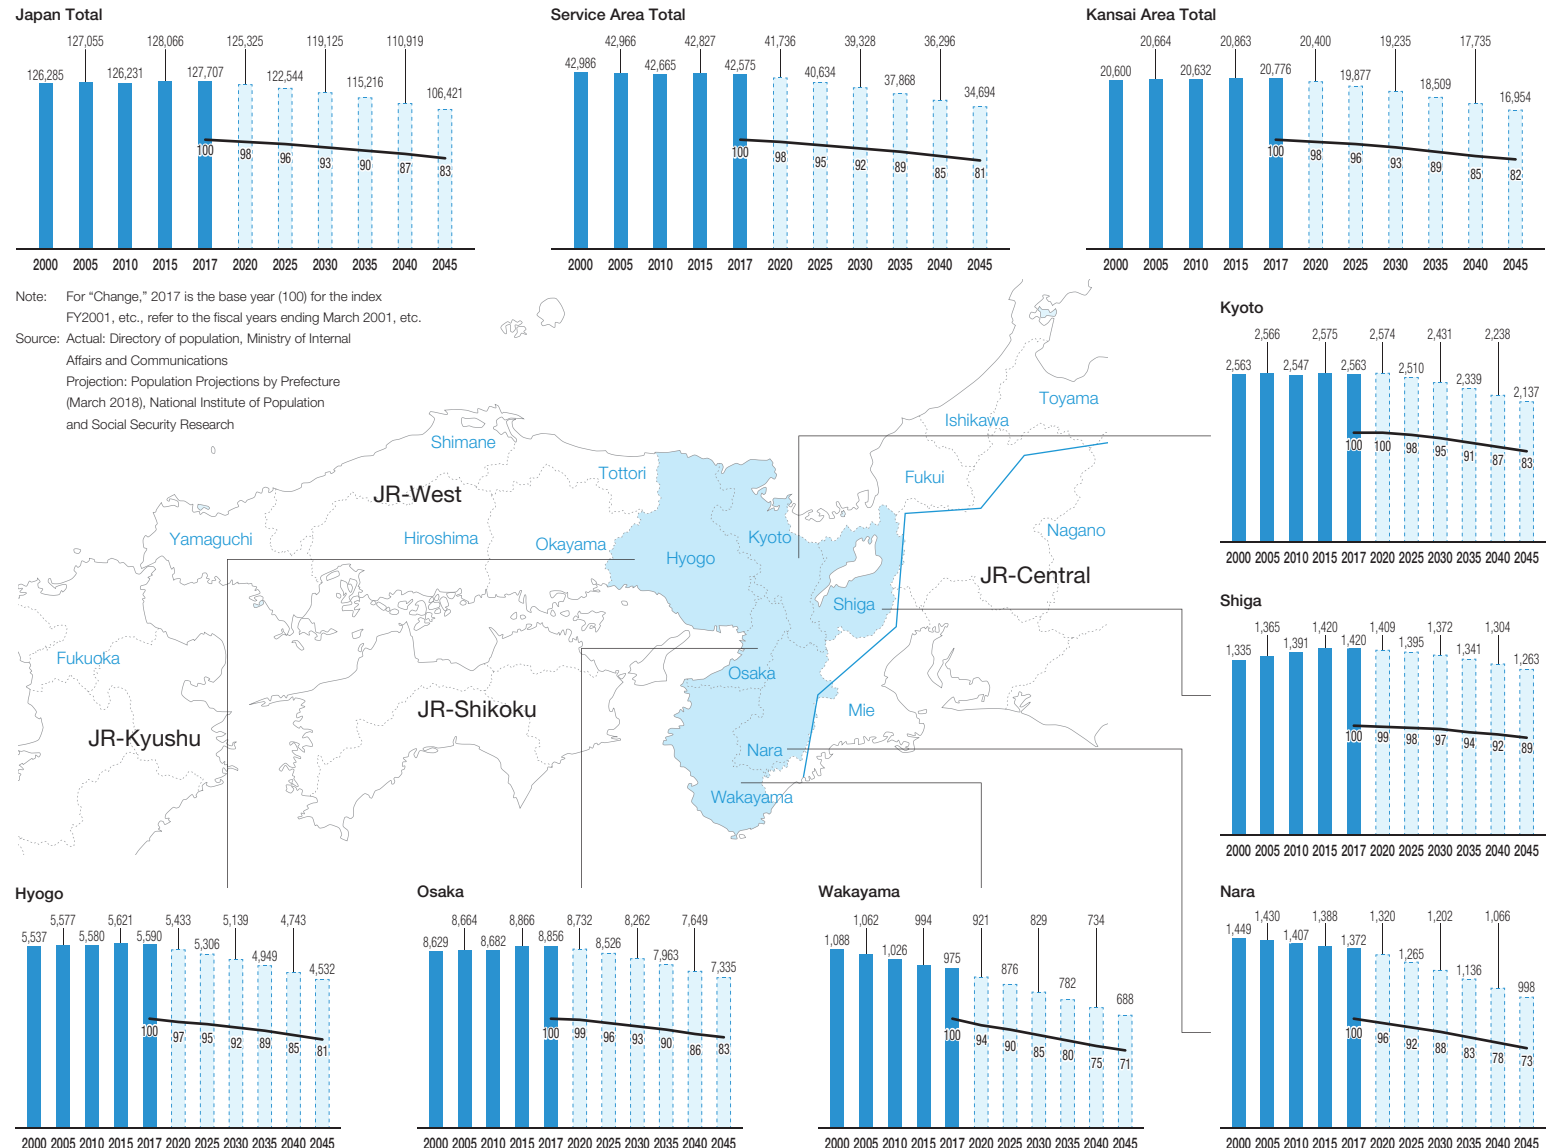 Japan Total
127,055 128,066 125,325 119,125 110,919
126,285 126,231 127,707 122,544 115,216 106,421
100 98 96 93 90 87 83
2000 2005 2010 2015 2017 2020 2025 2030 2035 2040 2045
Service Area Total
42,966 42,827 41,736 39,328 36,296
42,986 42,665 42,575 40,634 37,868 34,694
100 98 95 92 89 85 81
2000 2005 2010 2015 2017 2020 2025 2030 2035 2040 2045
Kansai Area Total
20,664 20,863 20,400 19,235 17,735
20,600 20,632 20,776 19,877 18,509 16,954
100 98 96 93 89 85 82
2000 2005 2010 2015 2017 2020 2025 2030 2035 2040 2045
Note: For “Change,” 2017 is the base year (100) for the index
FY2001, etc., refer to the fiscal years ending March 2001, etc.
Source: Actual: Directory of population, Ministry of Internal
Affairs and Communications
Projection: Population Projections by Prefecture
(March 2018), National Institute of Population
and Social Security Research
Toyama
Ishikawa
Shimane
Tottori
Fukui
JR-West
Yamaguchi
Hiroshima
Okayama
Hyogo
Kyoto
Nagano
JR-Central
Shiga
Fukuoka
Osaka
JR-Shikoku
Mie
JR-Kyushu
Nara
Wakayama
Kyoto
2,566 2,575 2,574 2,431 2,238
2,563 2,547 2,563 2,510 2,339 2,137
100 100 98 95 91 87 83
2000 2005 2010 2015 2017 2020 2025 2030 2035 2040 2045
Shiga
1,365 1,420 1,409 1,372 1,304
1,335 1,391 1,420 1,395 1,341 1,263
100 99 98 97 94 92 89
2000 2005 2010 2015 2017 2020 2025 2030 2035 2040 2045
Hyogo
5,577 5,621 5,433 5,139 4,743
5,537 5,580 5,590 5,306 4,949 4,532
100 97 95 92 89 85 81
2000 2005 2010 2015 2017 2020 2025 2030 2035 2040 2045
Osaka
8,664 8,866 8,732 8,262 7,649
8,629 8,682 8,856 8,526 7,963 7,335
100 99 96 93 90 86 83
2000 2005 2010 2015 2017 2020 2025 2030 2035 2040 2045
Wakayama
1,062 994 921 829 734
1,088 1,026 975 876 782 688
100 94 90 85 80 75 71
2000 2005 2010 2015 2017 2020 2025 2030 2035 2040 2045
Nara
1,430 1,388 1,320 1,202 1,066
1,449 1,407 1,372 1,265 1,136 998
100 96 92 88 83 78 73
2000 2005 2010 2015 2017 2020 2025 2030 2035 2040 2045